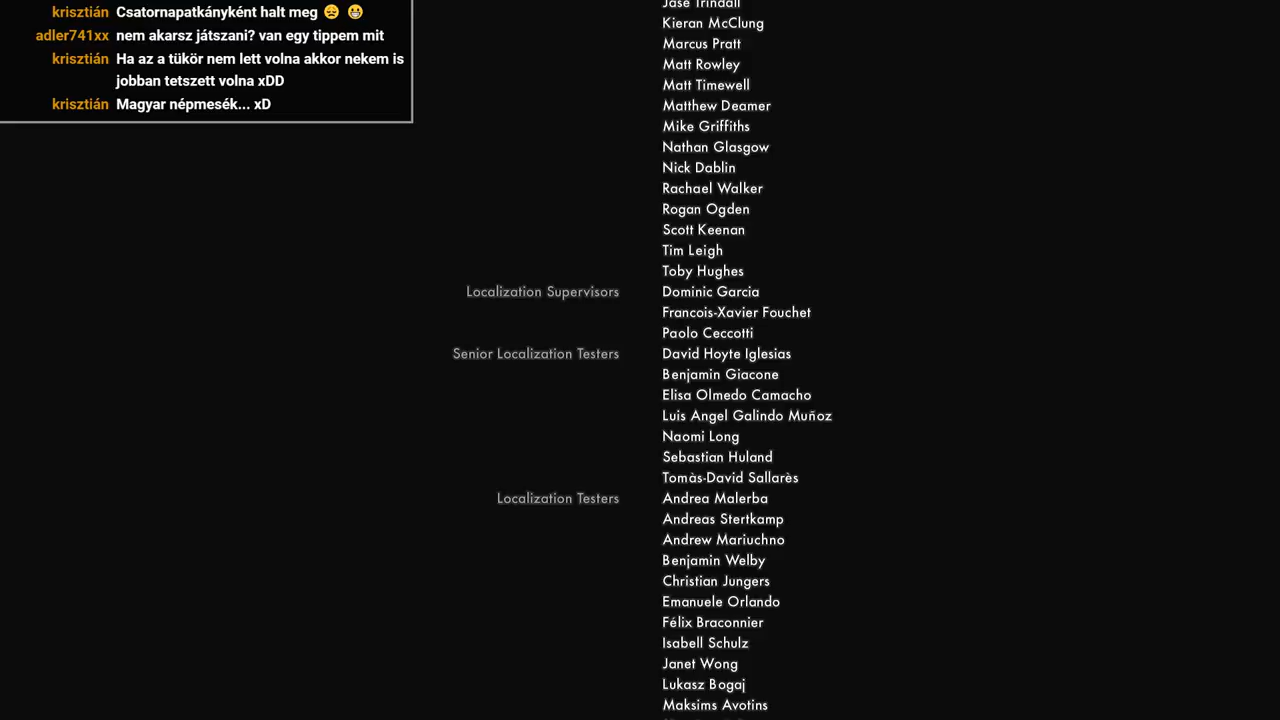 krisztián Csatornapatkányként halt meg 😔 😀
adler741xx nem akarsz játszani? van egy tippem mit
krisztián Ha az a tükör nem lett volna akkor nekem is
jobban tetszett volna xDD
krisztián Magyar népmesék... xD
Jase Trindall
Kieran McClung
Marcus Pratt
Matt Rowley
Matt Timewell
Matthew Deamer
Mike Griffiths
Nathan Glasgow
Nick Dablin
Rachael Walker
Rogan Ogden
Scott Keenan
Tim Leigh
Toby Hughes
Localization Supervisors Dominic Garcia
Francois-Xavier Fouchet
Paolo Ceccotti
Senior Localization Testers David Hoyte Iglesias
Benjamin Giacone
Elisa Olmedo Camacho
Luis Angel Galindo Muñoz
Naomi Long
Sebastian Huland
Tomàs-David Sallarès
Localization Testers Andrea Malerba
Andreas Stertkamp
Andrew Mariuchno
Benjamin Welby
Christian Jungers
Emanuele Orlando
Félix Braconnier
Isabell Schulz
Janet Wong
Lukasz Bogaj
Maksims Avotins